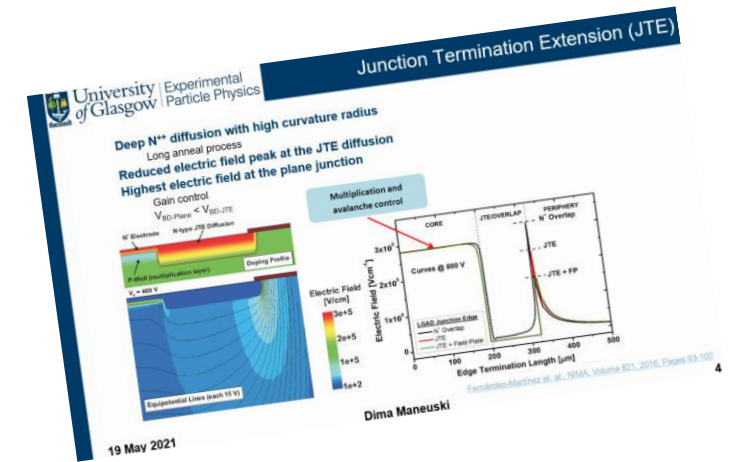 Junction Termination Extension (JTE)
University of Glasgow
Experimental Particle Physics
Deep N⁺⁺ diffusion with high curvature radius
Long anneal process
Reduced electric field peak at the JTE diffusion
Highest electric field at the plane junction
Gain control
V_BD-Plane < V_BD-JTE
N⁺ Electrode
N-type JTE Diffusion
P-Well (multiplication layer)
Doping Profile
Equipotential Lines (each 15 V)
Electric Field
[V/cm]
3e+5
2e+5
1e+5
1e+2
Multiplication and
avalanche control
CORE
JTE/OVERLAP
PERIPHERY
N⁺ Overlap
JTE
JTE + FP
Curves @ 800 V
LGAD Junction Edge
N⁺ Overlap
JTE
JTE + Field Plate
Electric Field [Vcm⁻¹]
3x10⁵
2x10⁵
1x10⁵
0
0 100 200 300 400 500
Edge Termination Length [μm]
Fernández-Martínez et. al., NIMA, Volume 821, 2016, Pages 93-100
19 May 2021
Dima Maneuski
4